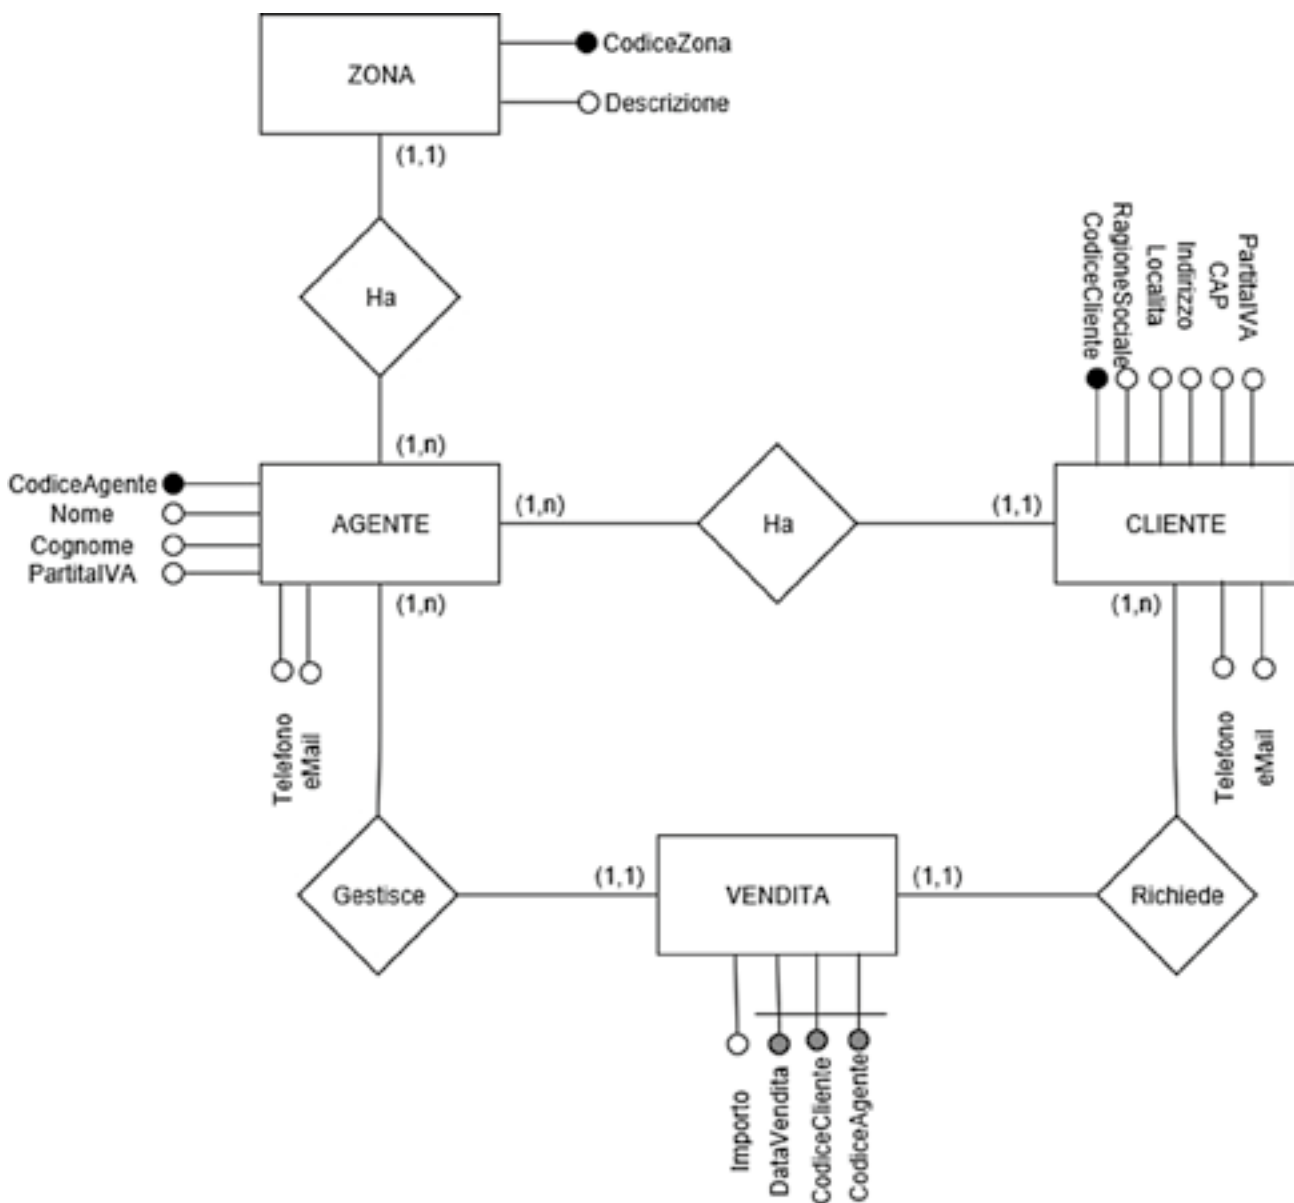 CodiceZona
ZONA
Descrizione
(1,1)
Ha
CodiceCliente
RagioneSociale
Localita
Indirizzo
CAP
PartitaIVA
(1,n)
CodiceAgente
Nome
Cognome
PartitaIVA
AGENTE
(1,n)
Ha
(1,1)
CLIENTE
(1,n)
(1,n)
Telefono
eMail
Telefono
eMail
Gestisce
(1,1)
VENDITA
(1,1)
Richiede
Importo
DataVendita
CodiceCliente
CodiceAgente